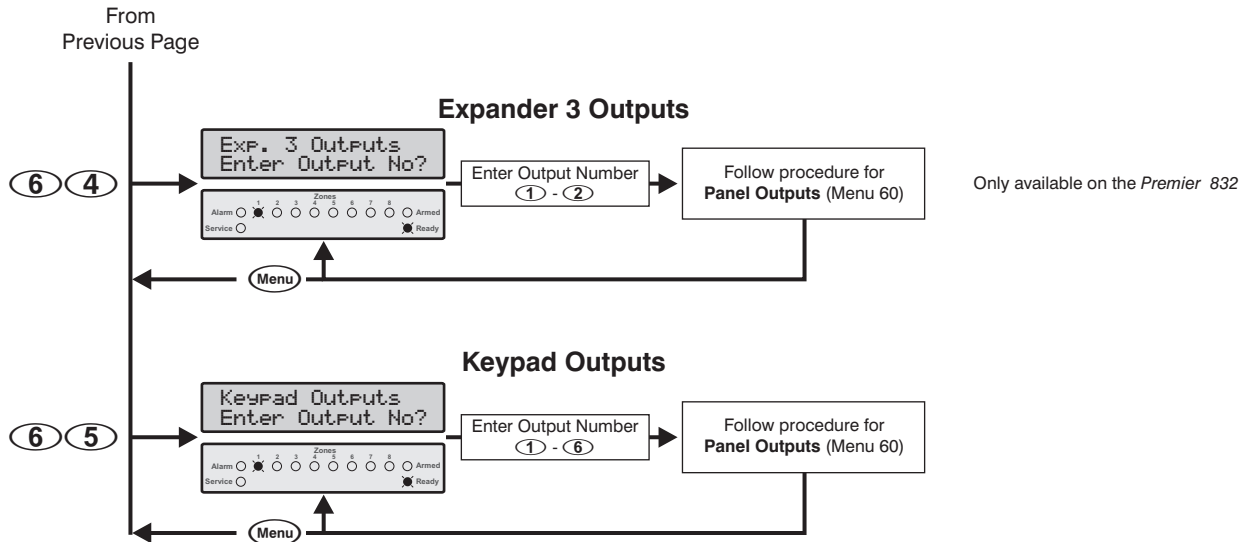 From
Previous Page
Expander 3 Outputs
6 4
Exp. 3 Outputs
Enter Output No?
Zones
1 2 3 4 5 6 7 8
Alarm Armed
Service Ready
Enter Output Number
1 - 2
Follow procedure for
Panel Outputs (Menu 60)
Only available on the Premier 832
Menu
Keypad Outputs
6 5
Keypad Outputs
Enter Output No?
Zones
1 2 3 4 5 6 7 8
Alarm Armed
Service Ready
Enter Output Number
1 - 6
Follow procedure for
Panel Outputs (Menu 60)
Menu